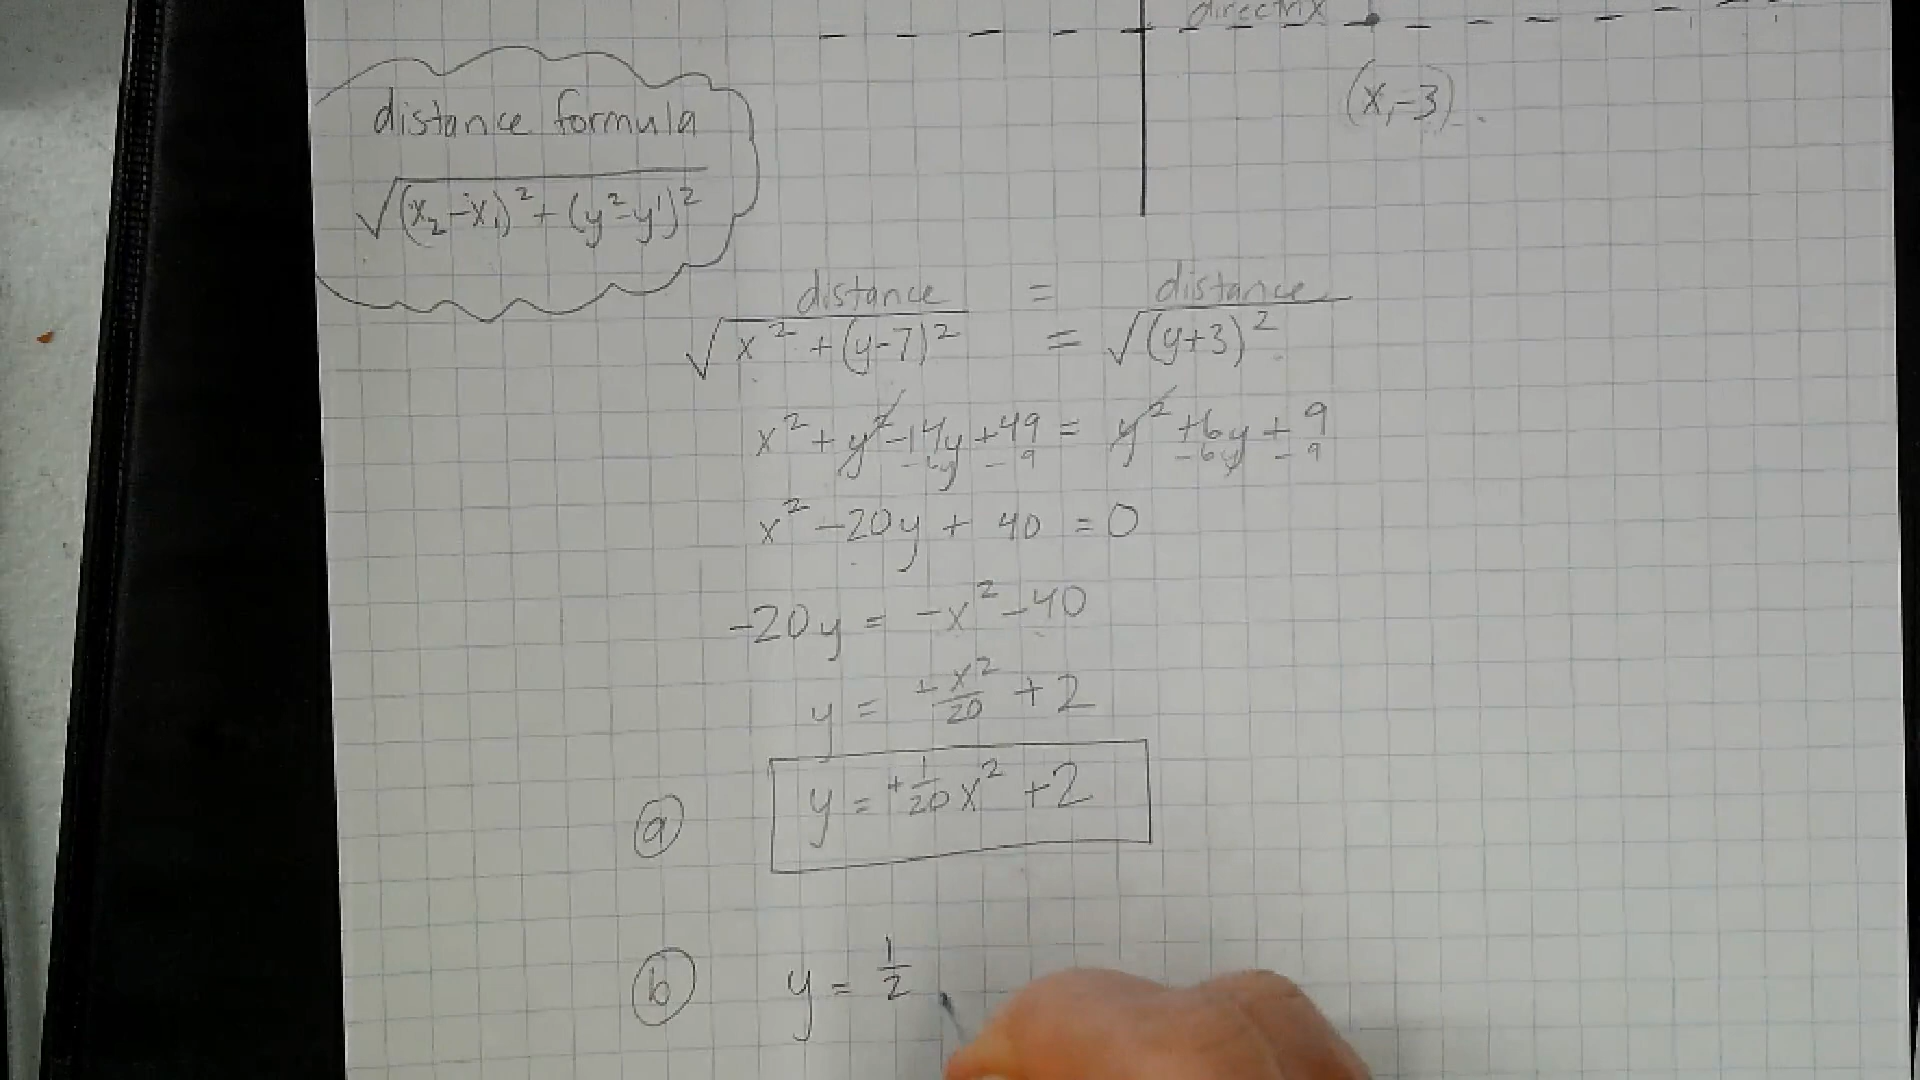 directrix
(x,-3)
distance formula
√(x₂-x₁)²+(y²-y¹)²
distance = distance
√x²+(y-7)² = √(y+3)²
x²+y²-14y+49 = y²+6y+9
-6y -9 -6y -9
x²-20y+40 = 0
-20y = -x²-40
y = +x²/20 +2
ⓐ y = +1/20 x² +2
ⓑ y = 1/2